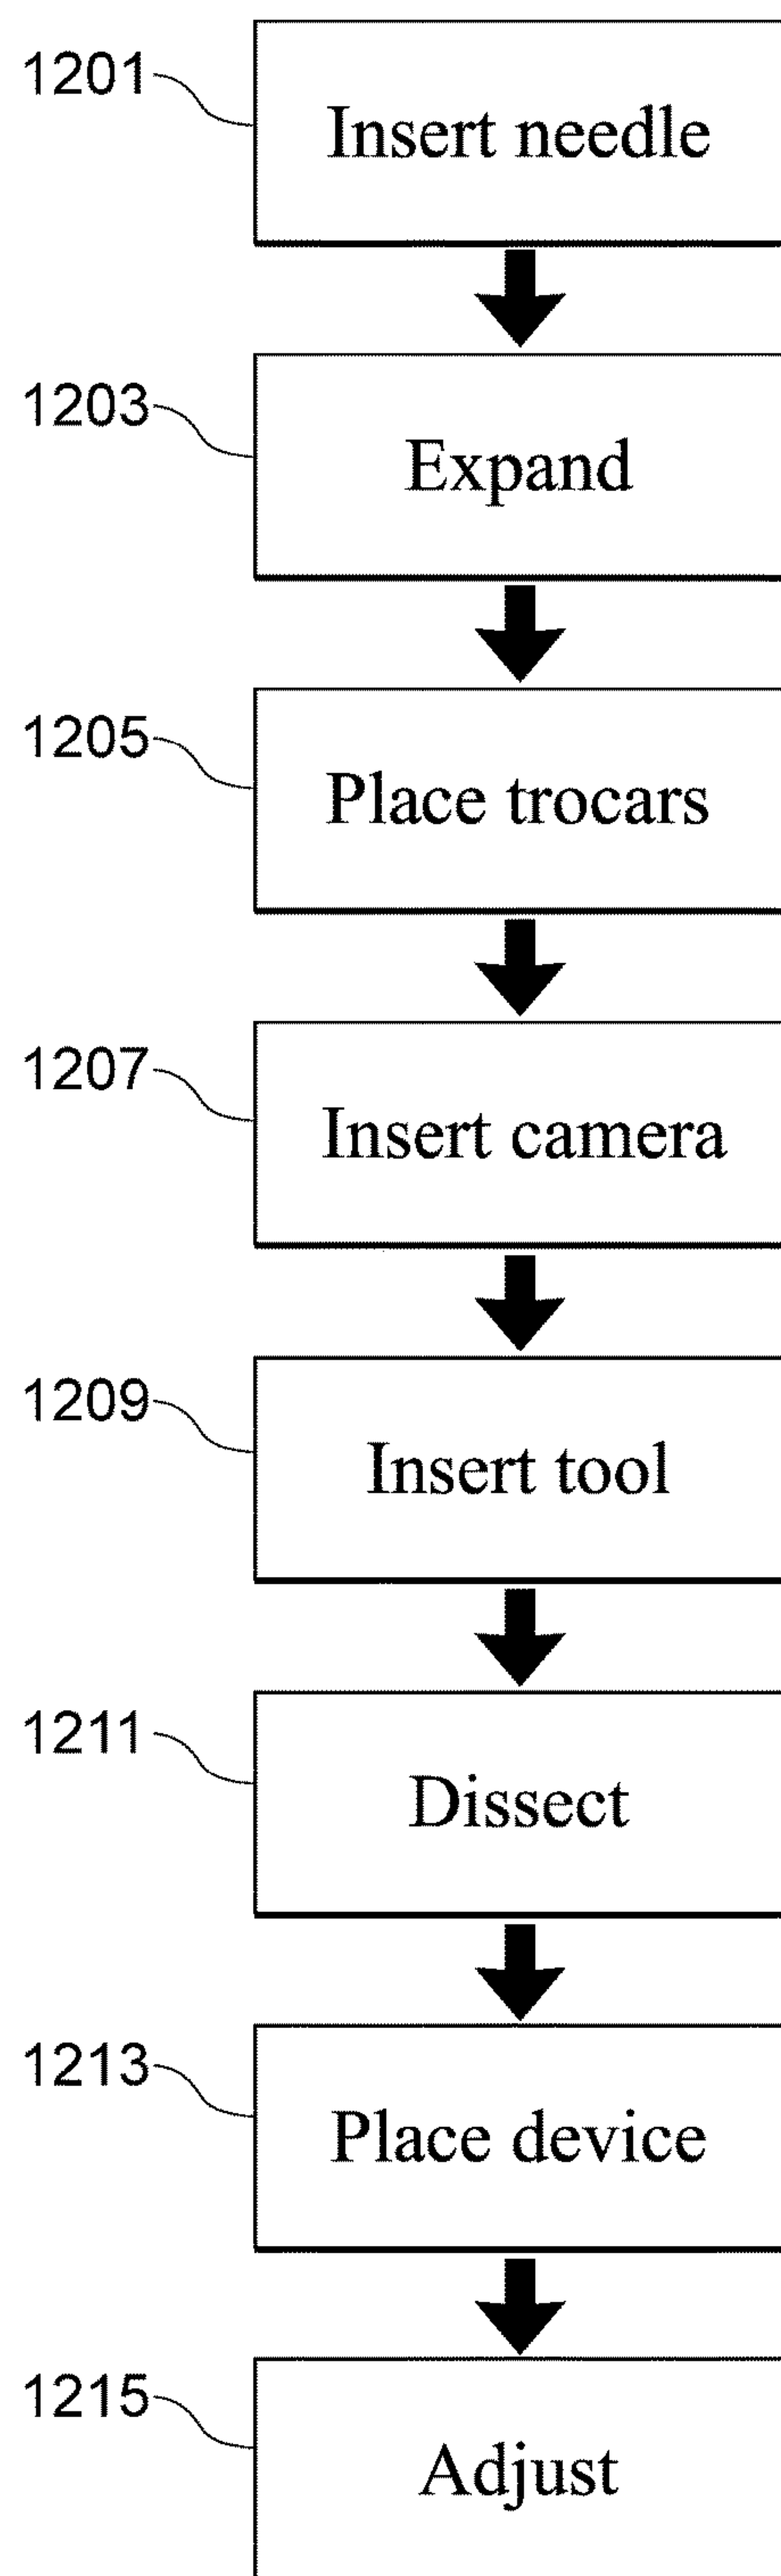 1201
Insert needle
1203
Expand
1205
Place trocars
1207
Insert camera
1209
Insert tool
1211
Dissect
1213
Place device
1215
Adjust